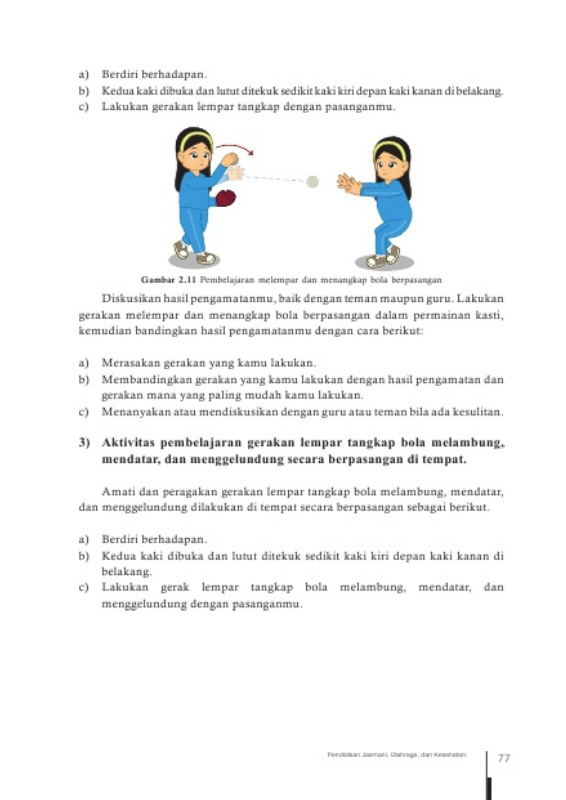 a) Berdiri berhadapan.
b) Kedua kaki dibuka dan lutut ditekuk sedikit kaki kiri depan kaki kanan di belakang.
c) Lakukan gerakan lempar tangkap dengan pasanganmu.
Gambar 2.11 Pembelajaran melempar dan menangkap bola berpasangan
Diskusikan hasil pengamatanmu, baik dengan teman maupun guru. Lakukan
gerakan melempar dan menangkap bola berpasangan dalam permainan kasti,
kemudian bandingkan hasil pengamatanmu dengan cara berikut:
a) Merasakan gerakan yang kamu lakukan.
b) Membandingkan gerakan yang kamu lakukan dengan hasil pengamatan dan
gerakan mana yang paling mudah kamu lakukan.
c) Menanyakan atau mendiskusikan dengan guru atau teman bila ada kesulitan.
3) Aktivitas pembelajaran gerakan lempar tangkap bola melambung,
mendatar, dan menggelundung secara berpasangan di tempat.
Amati dan peragakan gerakan lempar tangkap bola melambung, mendatar,
dan menggelundung dilakukan di tempat secara berpasangan sebagai berikut.
a) Berdiri berhadapan.
b) Kedua kaki dibuka dan lutut ditekuk sedikit kaki kiri depan kaki kanan di
belakang.
c) Lakukan gerak lempar tangkap bola melambung, mendatar, dan
menggelundung dengan pasanganmu.
Pendidikan Jasmani, Olahraga, dan Kesehatan
77